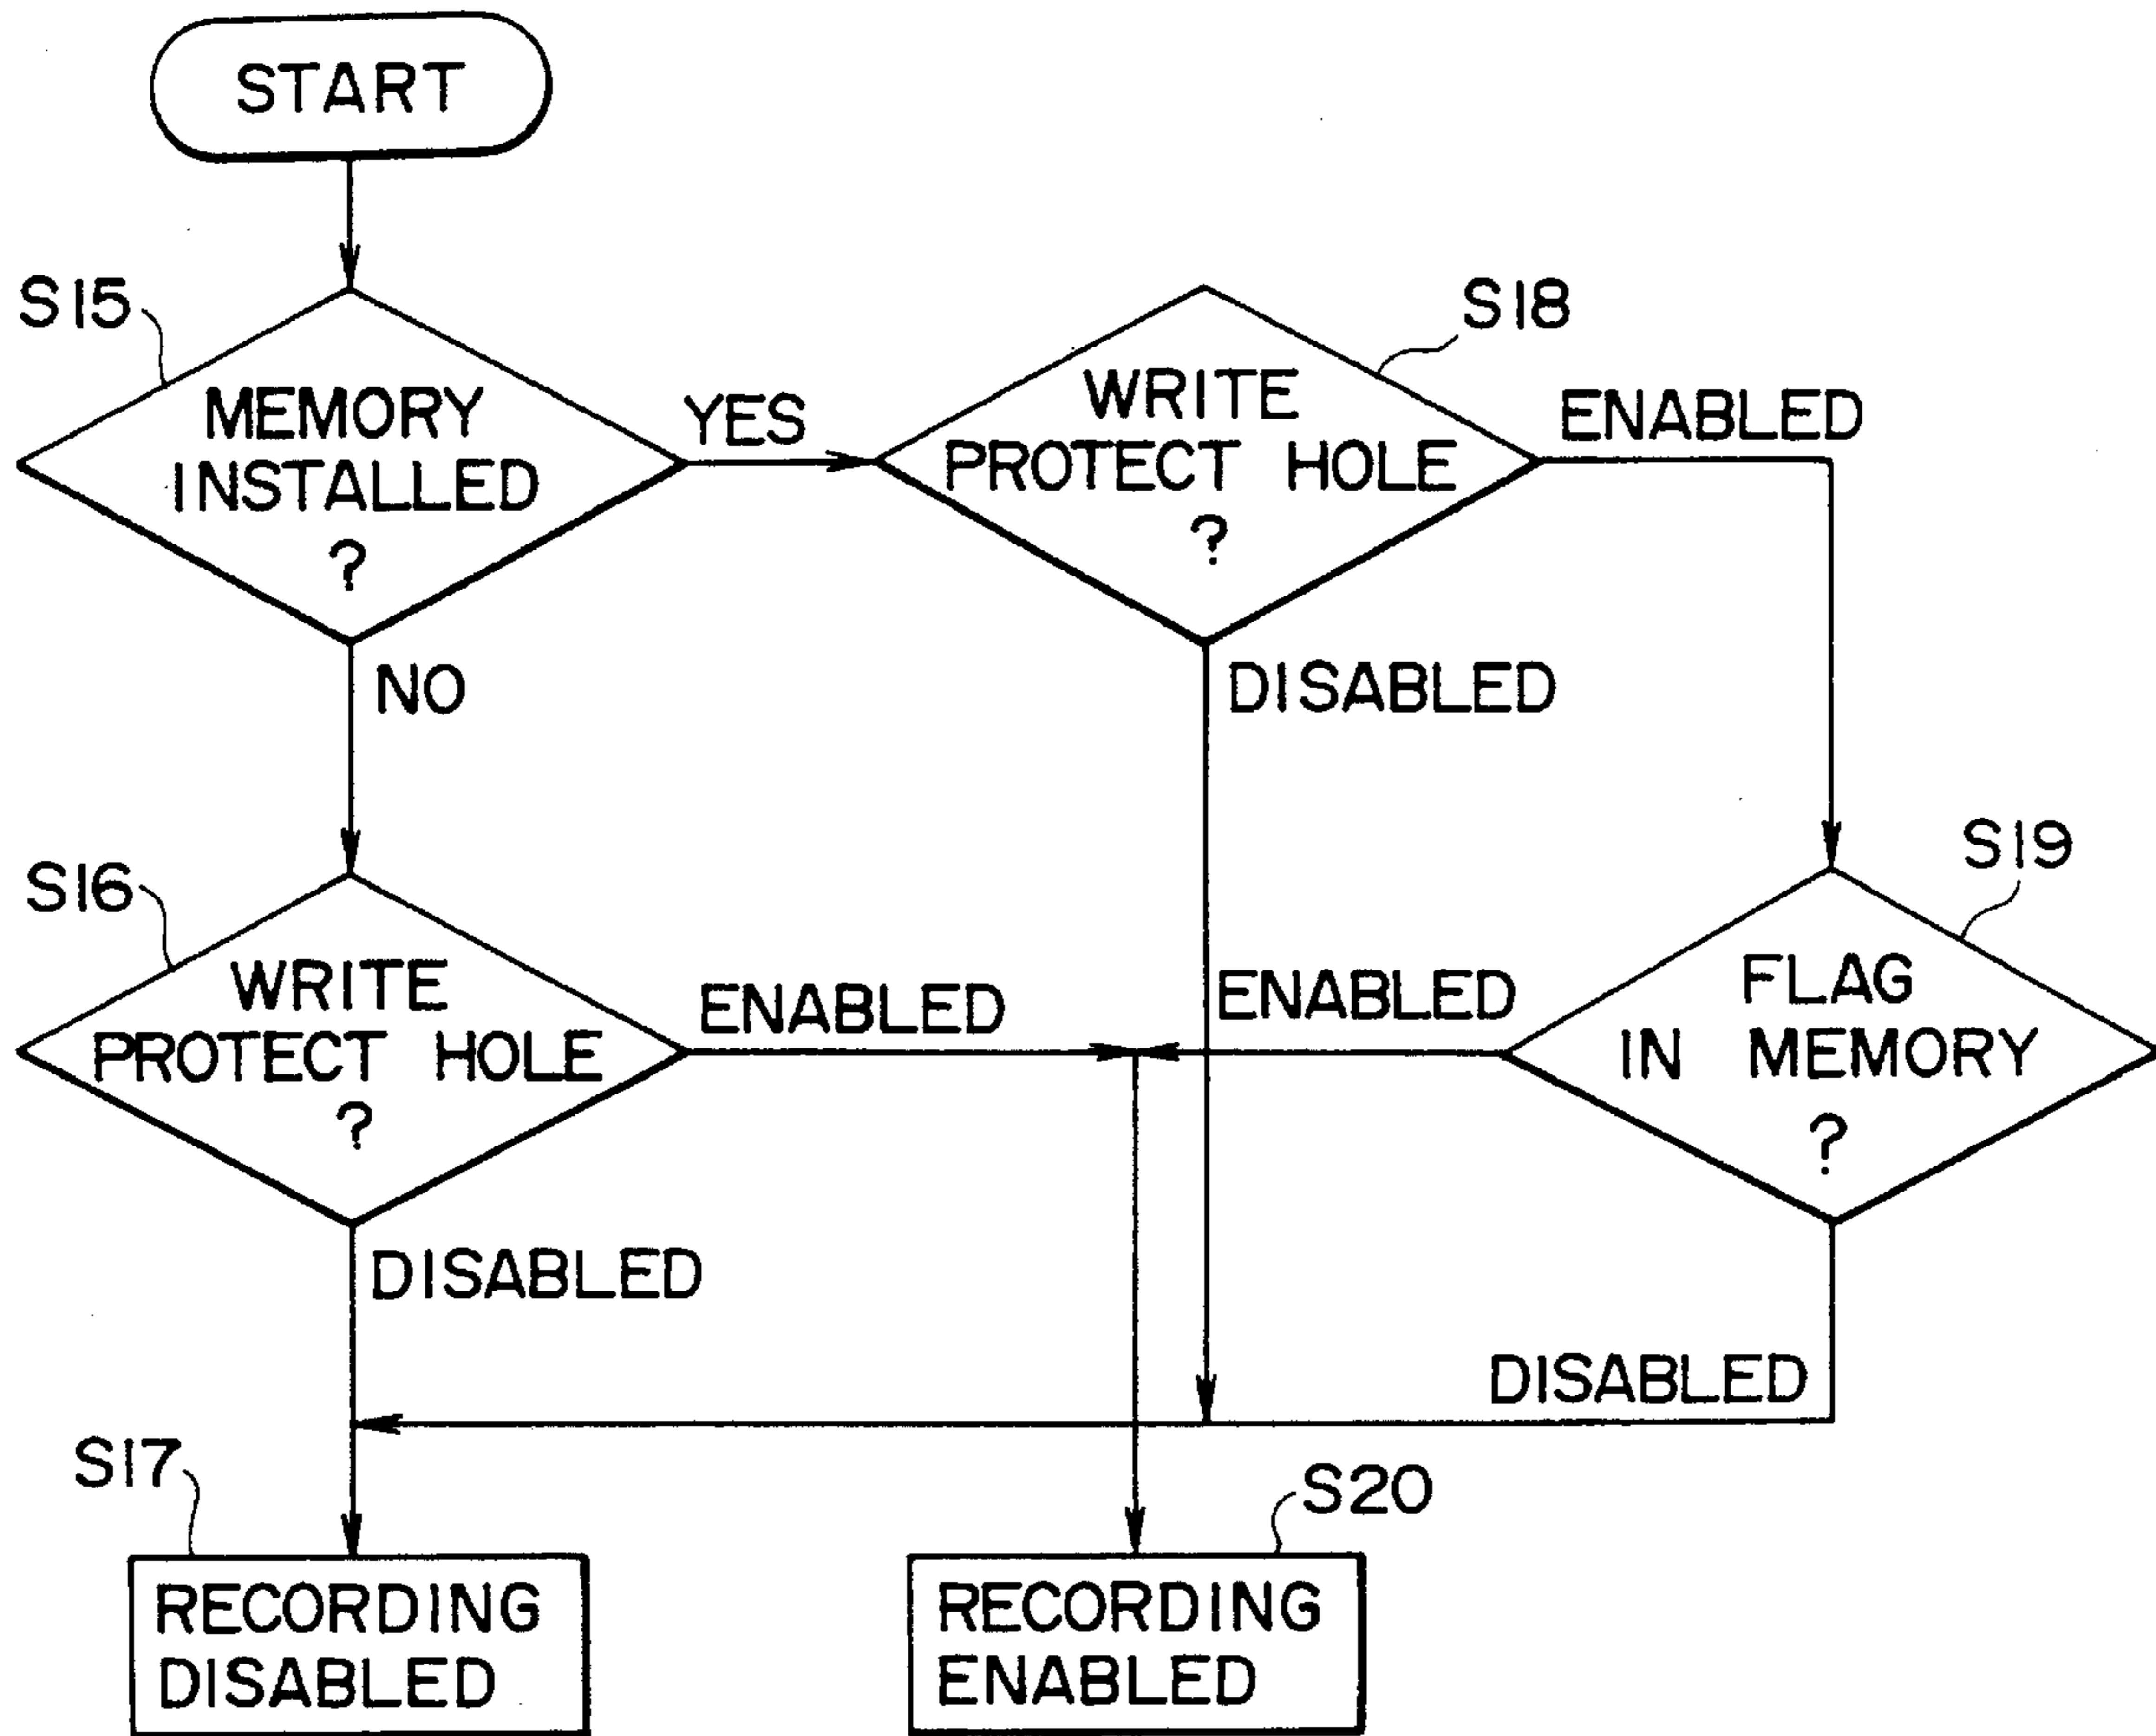 START
S15
MEMORY
INSTALLED
?
YES
S18
WRITE
PROTECT HOLE
?
ENABLED
NO
DISABLED
S16
WRITE
PROTECT HOLE
?
ENABLED
ENABLED
S19
FLAG
IN MEMORY
?
DISABLED
DISABLED
S17
RECORDING
DISABLED
S20
RECORDING
ENABLED